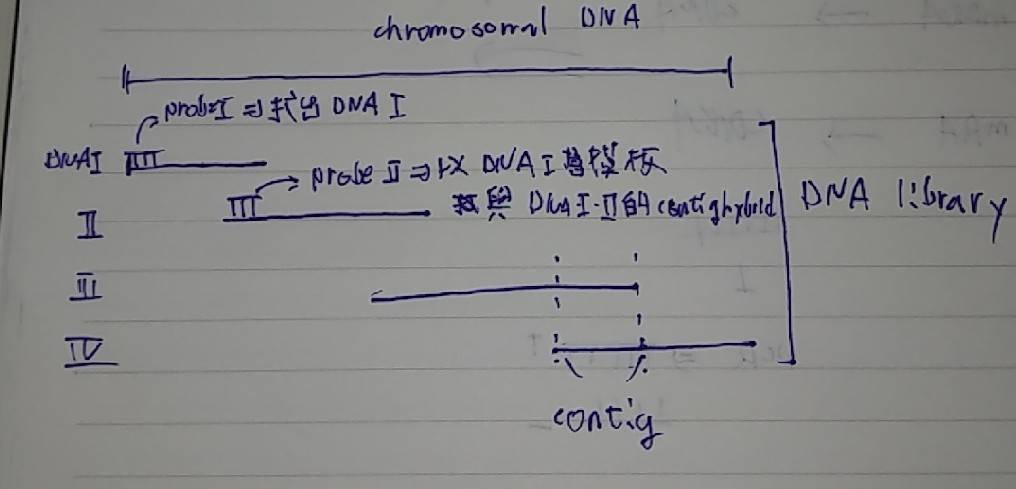 chromosomal DNA
probe I ⇒ 找出 DNA I
DNA I
probe II ⇒ 以 DNA I 當模板
與 DNA I·II 的 contig hybrid
II
DNA library
III
IV
contig